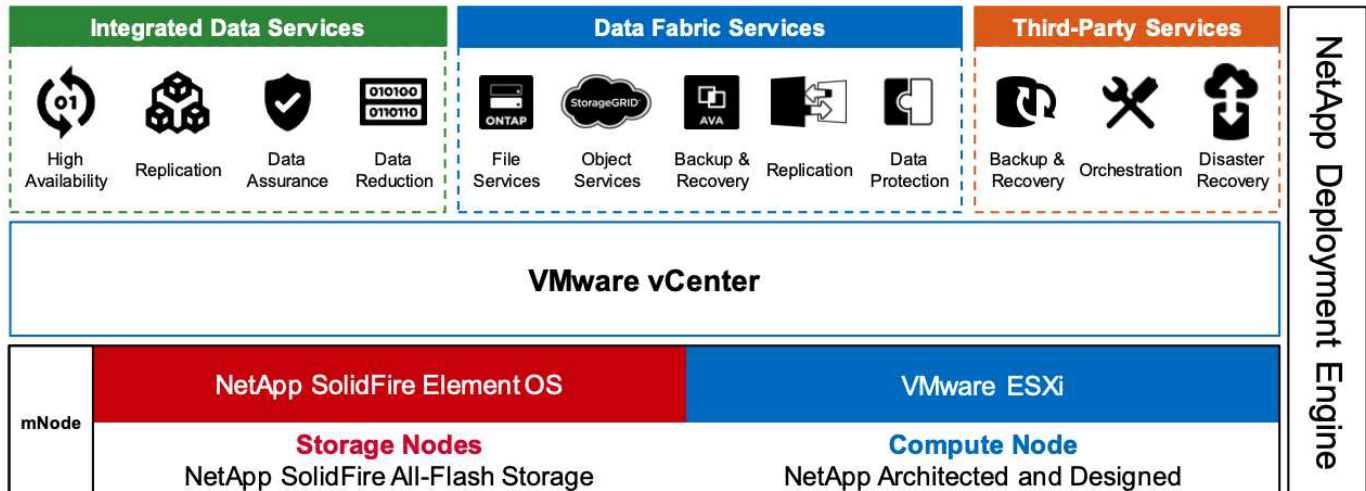 Integrated Data Services
01
High
Availability
Replication
Data
Assurance
010100
0110110
Data
Reduction
Data Fabric Services
ONTAP
File
Services
StorageGRID
Object
Services
AVA
Backup &
Recovery
Replication
Data
Protection
Third-Party Services
Backup &
Recovery
Orchestration
Disaster
Recovery
NetApp Deployment Engine
VMware vCenter
mNode
NetApp SolidFire Element OS
Storage Nodes
NetApp SolidFire All-Flash Storage
VMware ESXi
Compute Node
NetApp Architected and Designed